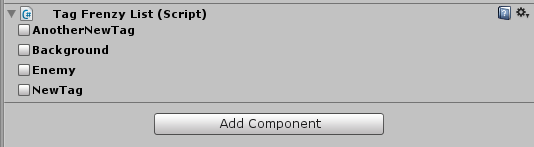 Tag Frenzy List (Script)
AnotherNewTag
Background
Enemy
NewTag
Add Component